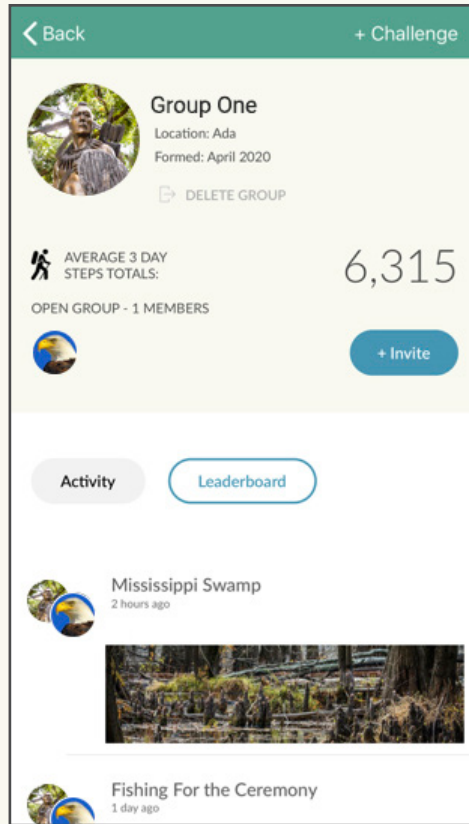 Back
+ Challenge
Group One
Location: Ada
Formed: April 2020
DELETE GROUP
AVERAGE 3 DAY
STEPS TOTALS:
6,315
OPEN GROUP - 1 MEMBERS
+ Invite
Activity
Leaderboard
Mississippi Swamp
2 hours ago
Fishing For the Ceremony
1 day ago